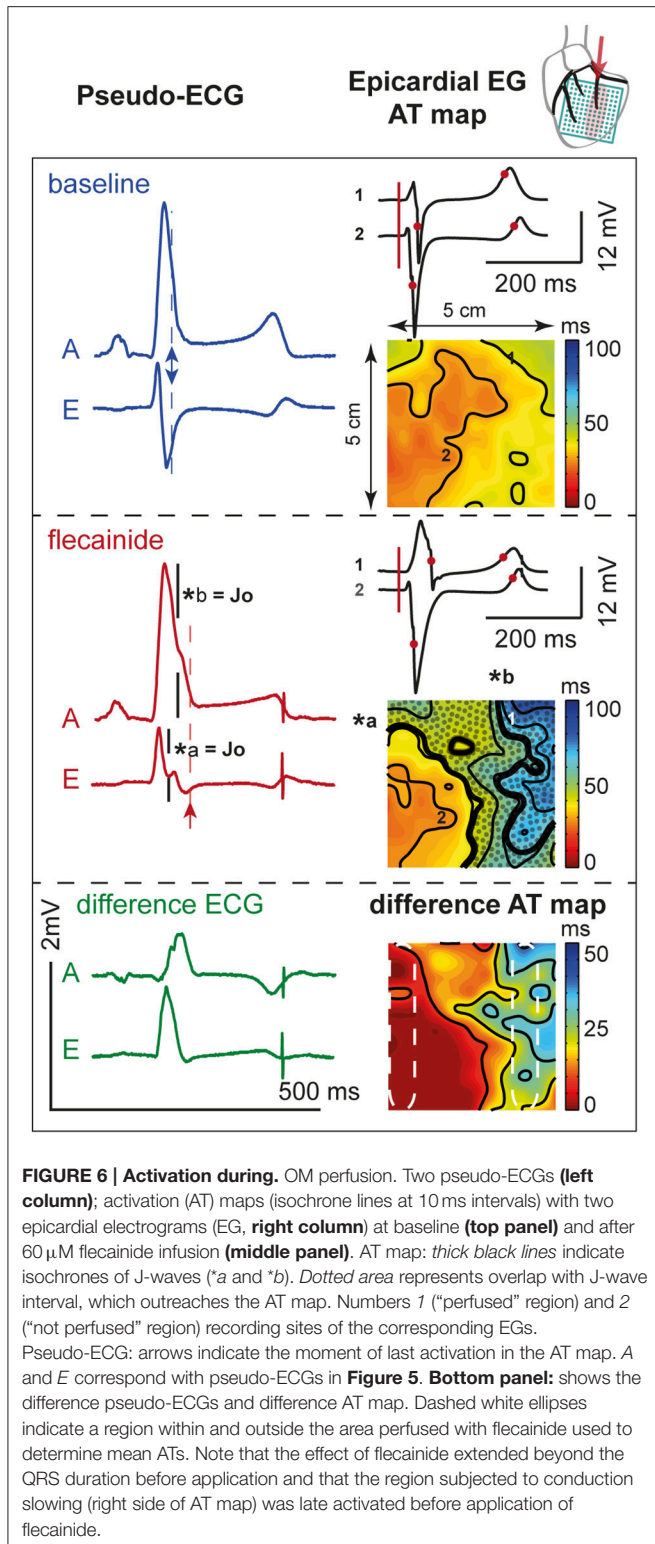 Pseudo-ECG
Epicardial EG
AT map
baseline
A
E
1
2
12 mV
200 ms
5 cm
5 cm
ms
100
50
0
1
2
flecainide
*b = Jo
A
*a = Jo
E
1
2
12 mV
200 ms
*b
*a
ms
100
50
0
1
2
difference ECG
A
E
2mV
500 ms
difference AT map
ms
50
25
0
FIGURE 6 | Activation during. OM perfusion. Two pseudo-ECGs (left
column); activation (AT) maps (isochrone lines at 10 ms intervals) with two
epicardial electrograms (EG, right column) at baseline (top panel) and after
60 μM flecainide infusion (middle panel). AT map: thick black lines indicate
isochrones of J-waves (*a and *b). Dotted area represents overlap with J-wave
interval, which outreaches the AT map. Numbers 1 (“perfused” region) and 2
(“not perfused” region) recording sites of the corresponding EGs.
Pseudo-ECG: arrows indicate the moment of last activation in the AT map. A
and E correspond with pseudo-ECGs in Figure 5. Bottom panel: shows the
difference pseudo-ECGs and difference AT map. Dashed white ellipses
indicate a region within and outside the area perfused with flecainide used to
determine mean ATs. Note that the effect of flecainide extended beyond the
QRS duration before application and that the region subjected to conduction
slowing (right side of AT map) was late activated before application of
flecainide.